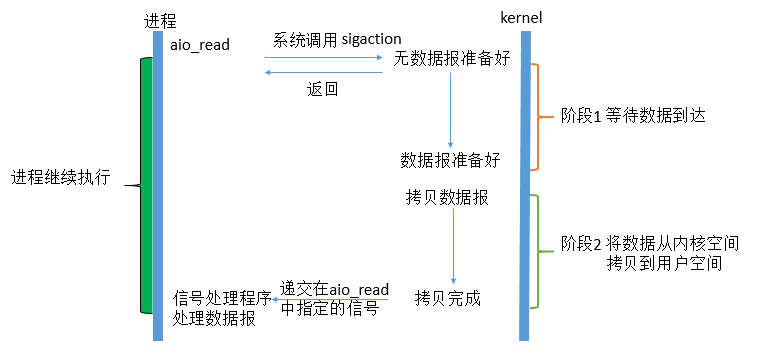 进程
kernel
aio_read
系统调用 sigaction
无数据报准备好
返回
阶段1 等待数据到达
数据报准备好
进程继续执行
拷贝数据报
阶段2 将数据从内核空间
拷贝到用户空间
递交在aio_read
中指定的信号
信号处理程序
处理数据报
拷贝完成